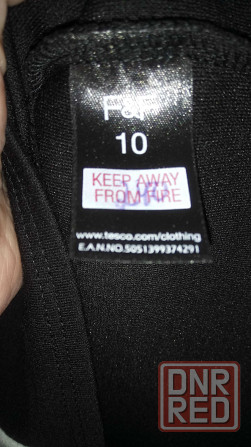 F&F
10
KEEP AWAY
FROM FIRE
www.tesco.com/clothing
E.A.N.NO.5051399374291
DNR
RED